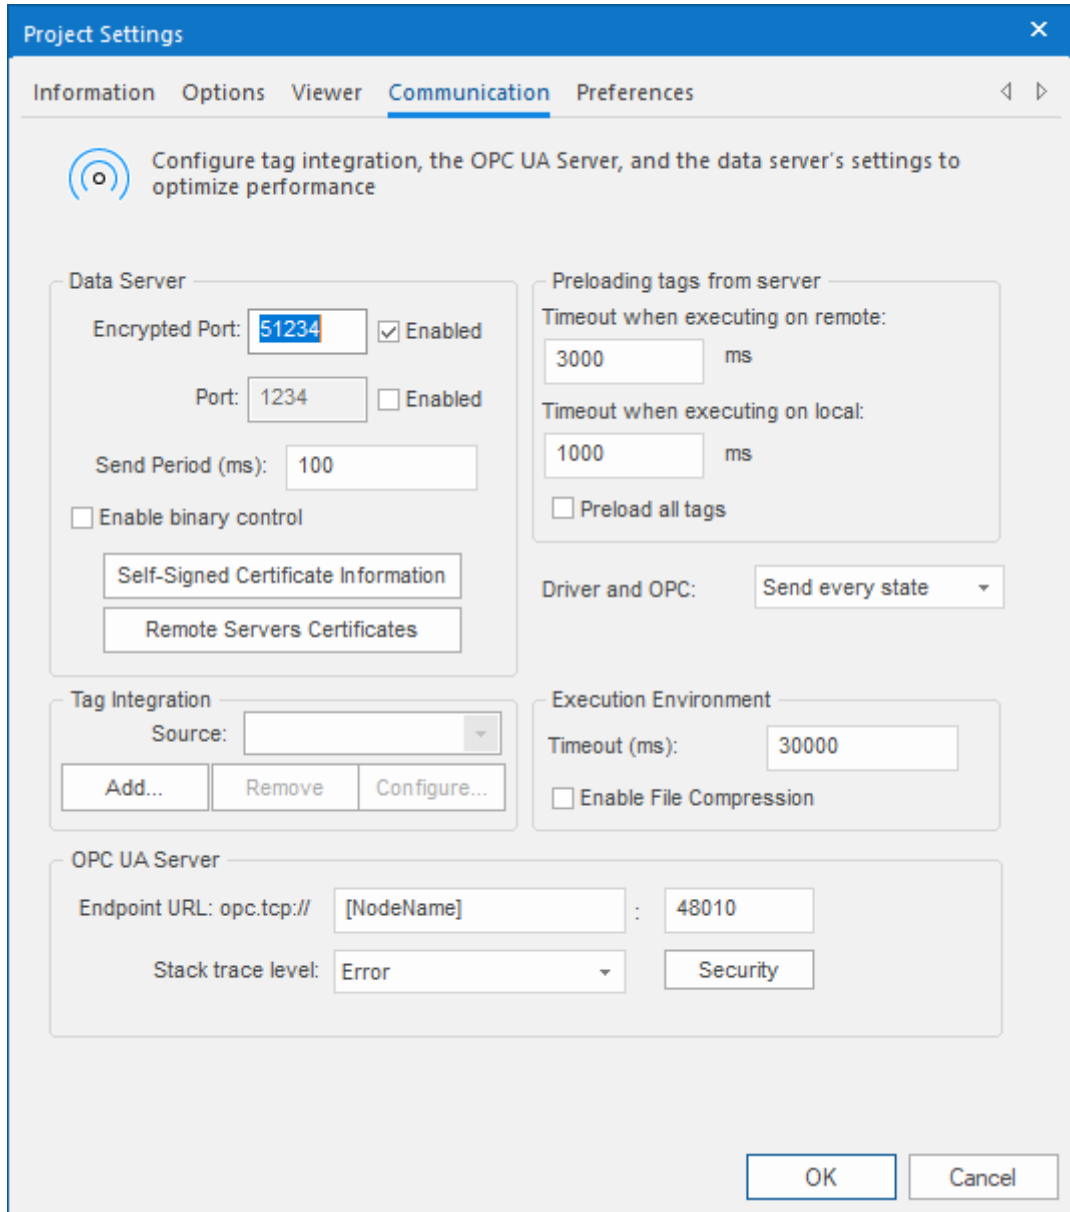 Project Settings
Information Options Viewer Communication Preferences
Configure tag integration, the OPC UA Server, and the data server's settings to
optimize performance
Data Server
Encrypted Port: 51234 Enabled
Port: 1234 Enabled
Send Period (ms): 100
Enable binary control
Self-Signed Certificate Information
Remote Servers Certificates
Preloading tags from server
Timeout when executing on remote:
3000 ms
Timeout when executing on local:
1000 ms
Preload all tags
Driver and OPC: Send every state
Tag Integration
Source:
Add... Remove Configure...
Execution Environment
Timeout (ms): 30000
Enable File Compression
OPC UA Server
Endpoint URL: opc.tcp:// [NodeName] : 48010
Stack trace level: Error Security
OK Cancel